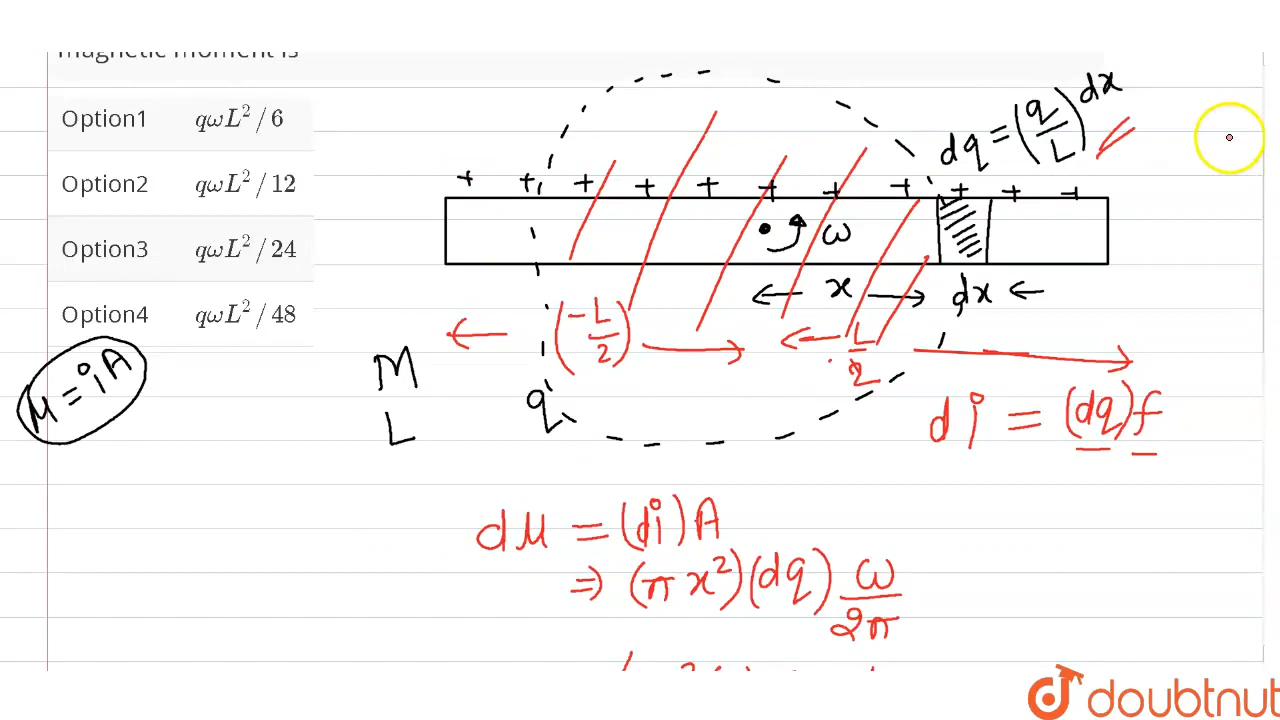 magnetic moment is
Option1 qωL² / 6
Option2 qωL² / 12
Option3 qωL² / 24
Option4 qωL² / 48
dq = (q/L) dx
+ + + + + + + + + + +
ω
x dx
(-L/2) L/2
M = iA
M
L
q
di = (dq)f
dM = (di) A
⇒ (πx²)(dq) ω/2π
doubtnut